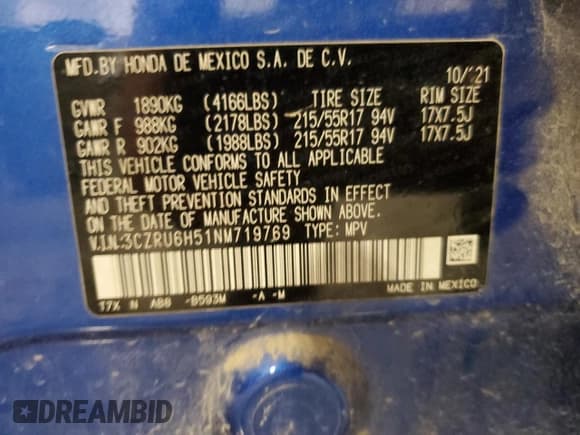 MFD. BY HONDA DE MEXICO S.A. DE C.V.
10/'21
GVWR 1890KG (4166LBS) TIRE SIZE RIM SIZE
GAWR F 988KG (2178LBS) 215/55R17 94V 17X7.5J
GAWR R 902KG (1988LBS) 215/55R17 94V 17X7.5J
THIS VEHICLE CONFORMS TO ALL APPLICABLE
FEDERAL MOTOR VEHICLE SAFETY
AND THEFT PREVENTION STANDARDS IN EFFECT
ON THE DATE OF MANUFACTURE SHOWN ABOVE.
V.I.N.:3CZRU6H51NM719769 TYPE: MPV
MADE IN MEXICO
T7X N AB8 -B593M -A -M
DREAMBID